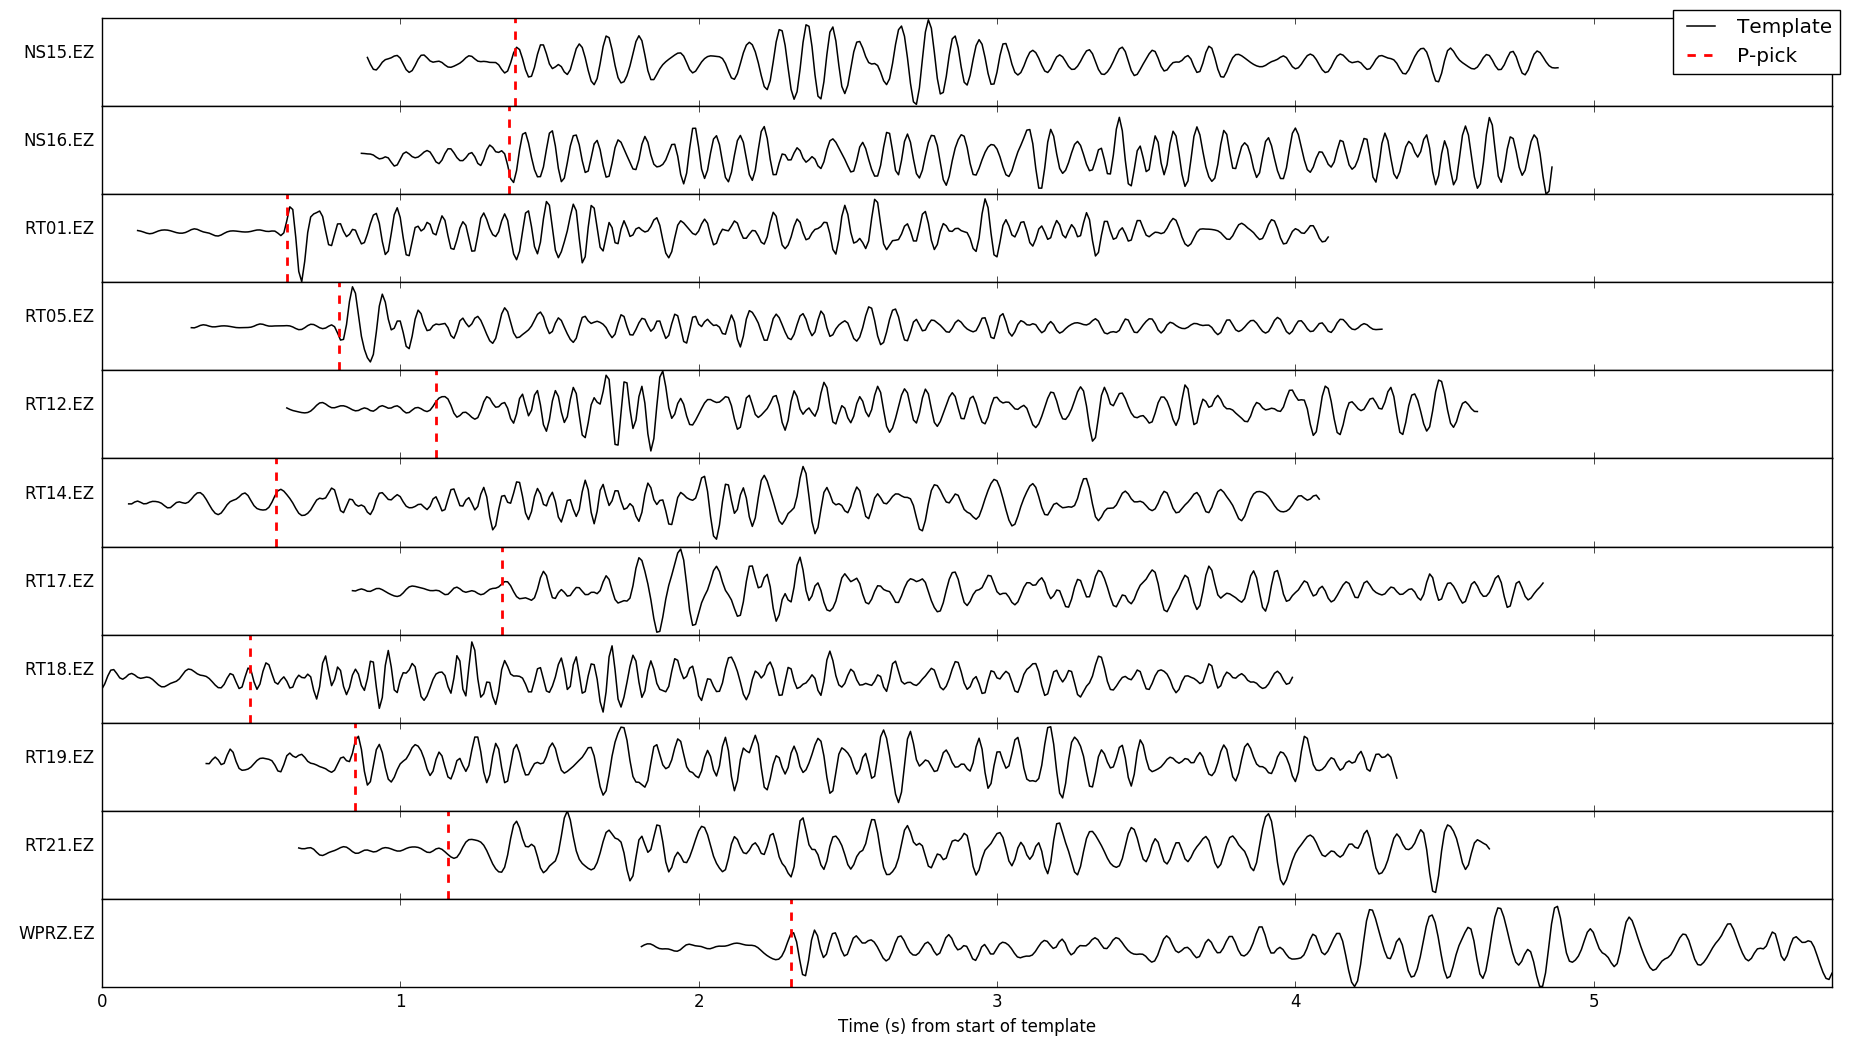 Template
P-pick
NS15.EZ
NS16.EZ
RT01.EZ
RT05.EZ
RT12.EZ
RT14.EZ
RT17.EZ
RT18.EZ
RT19.EZ
RT21.EZ
WPRZ.EZ
0 1 2 3 4 5
Time (s) from start of template